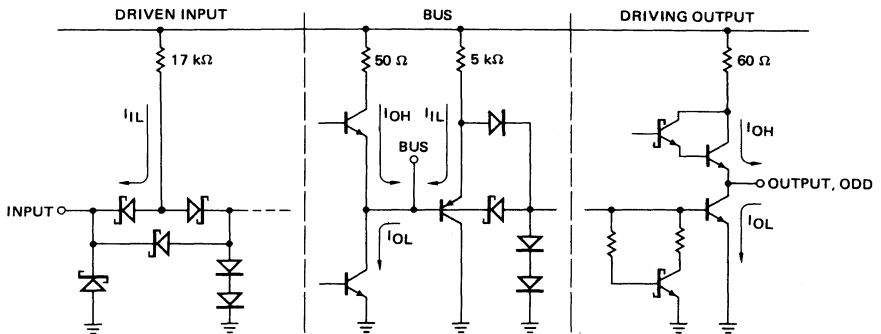 DRIVEN INPUT
BUS
DRIVING OUTPUT
17 kΩ
50 Ω
5 kΩ
60 Ω
IIL
IOH
IIL
IOH
BUS
INPUT
OUTPUT, ODD
IOL
IOL